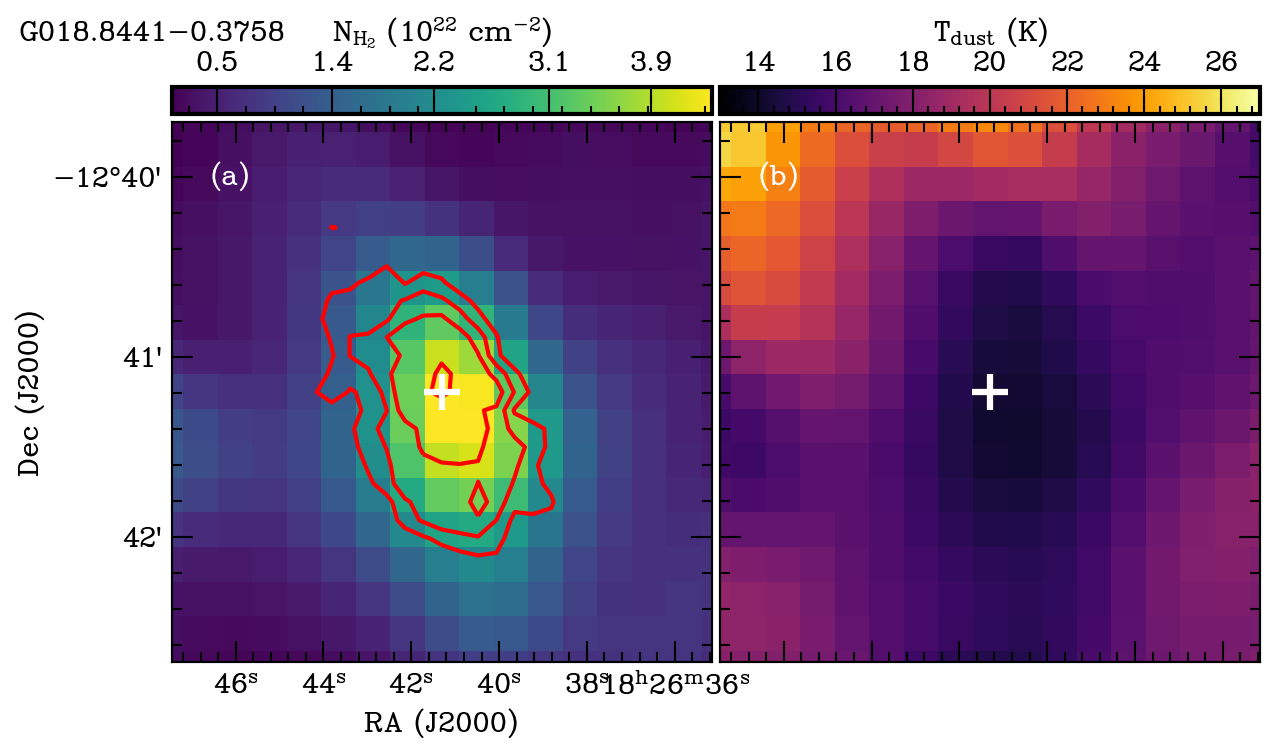 G018.8441−0.3758 N_H₂ (10²² cm⁻²) T_dust (K)
0.5 1.4 2.2 3.1 3.9 14 16 18 20 22 24 26
(a) (b)
−12°40'
41'
42'
Dec (J2000)
46ˢ 44ˢ 42ˢ 40ˢ 38ˢ 18ʰ26ᵐ36ˢ
RA (J2000)